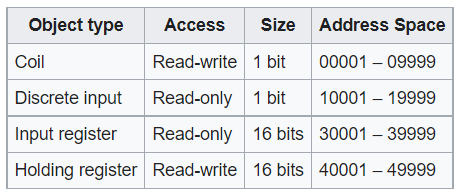 Object type Access Size Address Space
Coil Read-write 1 bit 00001 – 09999
Discrete input Read-only 1 bit 10001 – 19999
Input register Read-only 16 bits 30001 – 39999
Holding register Read-write 16 bits 40001 – 49999